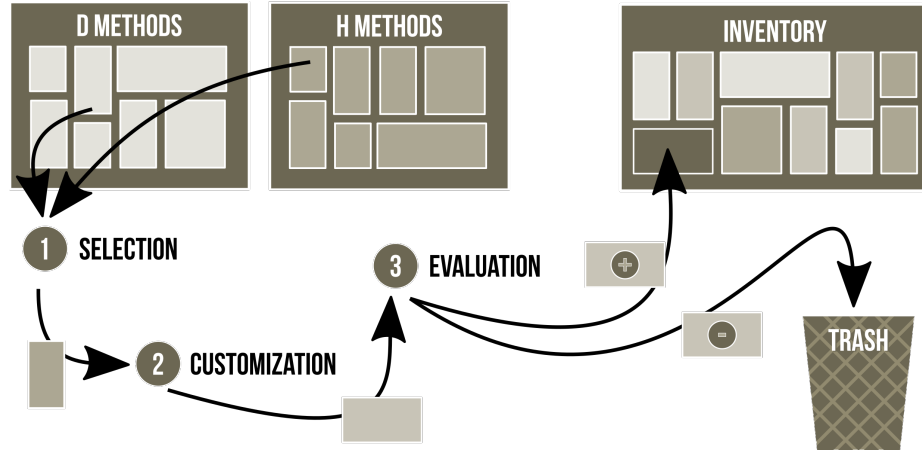 D METHODS
H METHODS
INVENTORY
1 SELECTION
3 EVALUATION
+
-
TRASH
2 CUSTOMIZATION